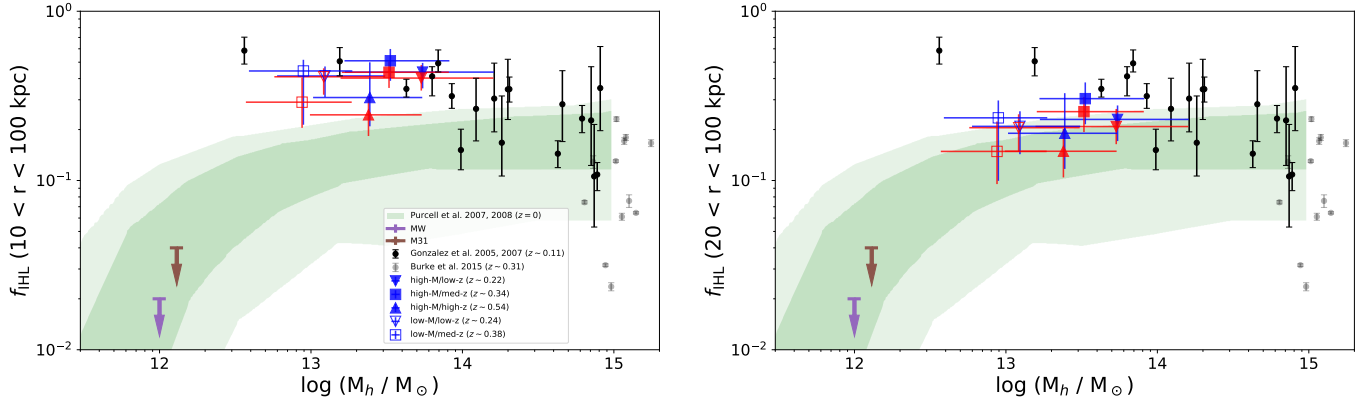 f_IHL (10 < r < 100 kpc)
10⁰
10⁻¹
10⁻²
Purcell et al. 2007, 2008 (z = 0)
MW
M31
Gonzalez et al. 2005, 2007 (z ∼ 0.11)
Burke et al. 2015 (z ∼ 0.31)
high-M/low-z (z ∼ 0.22)
high-M/med-z (z ∼ 0.34)
high-M/high-z (z ∼ 0.54)
low-M/low-z (z ∼ 0.24)
low-M/med-z (z ∼ 0.38)
12 13 14 15
log (M_h / M_⊙)
f_IHL (20 < r < 100 kpc)
10⁰
10⁻¹
10⁻²
12 13 14 15
log (M_h / M_⊙)